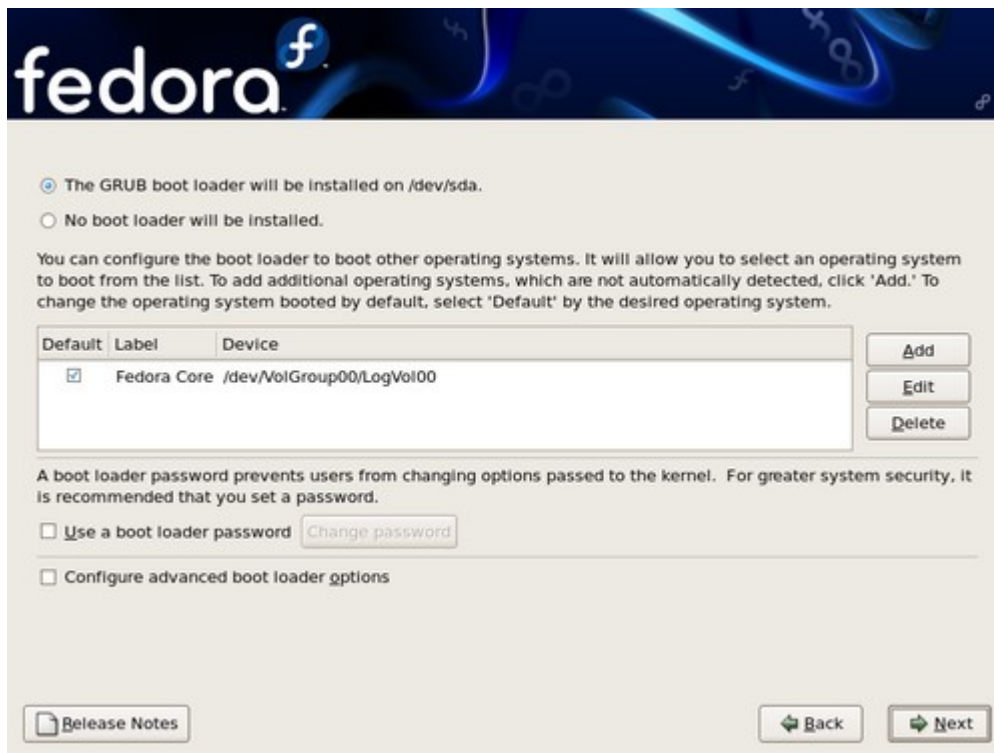 fedora
The GRUB boot loader will be installed on /dev/sda.
No boot loader will be installed.
You can configure the boot loader to boot other operating systems. It will allow you to select an operating system
to boot from the list. To add additional operating systems, which are not automatically detected, click 'Add.' To
change the operating system booted by default, select 'Default' by the desired operating system.
Default Label Device
Fedora Core /dev/VolGroup00/LogVol00
Add
Edit
Delete
A boot loader password prevents users from changing options passed to the kernel. For greater system security, it
is recommended that you set a password.
Use a boot loader password Change password
Configure advanced boot loader options
Release Notes Back Next